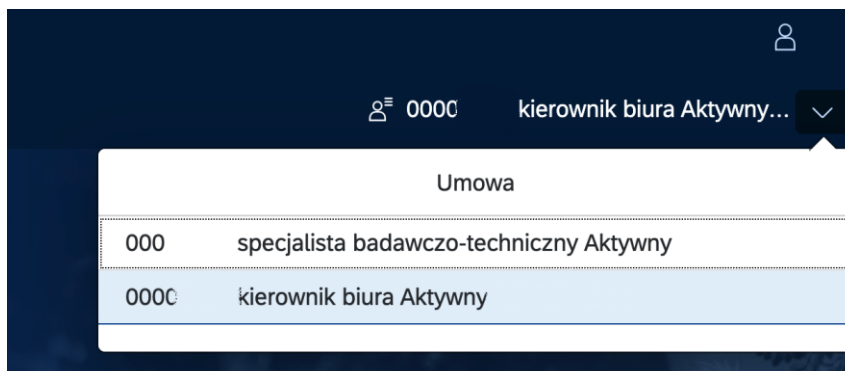 0000 kierownik biura Aktywny...
Umowa
000 specjalista badawczo-techniczny Aktywny
0000 kierownik biura Aktywny